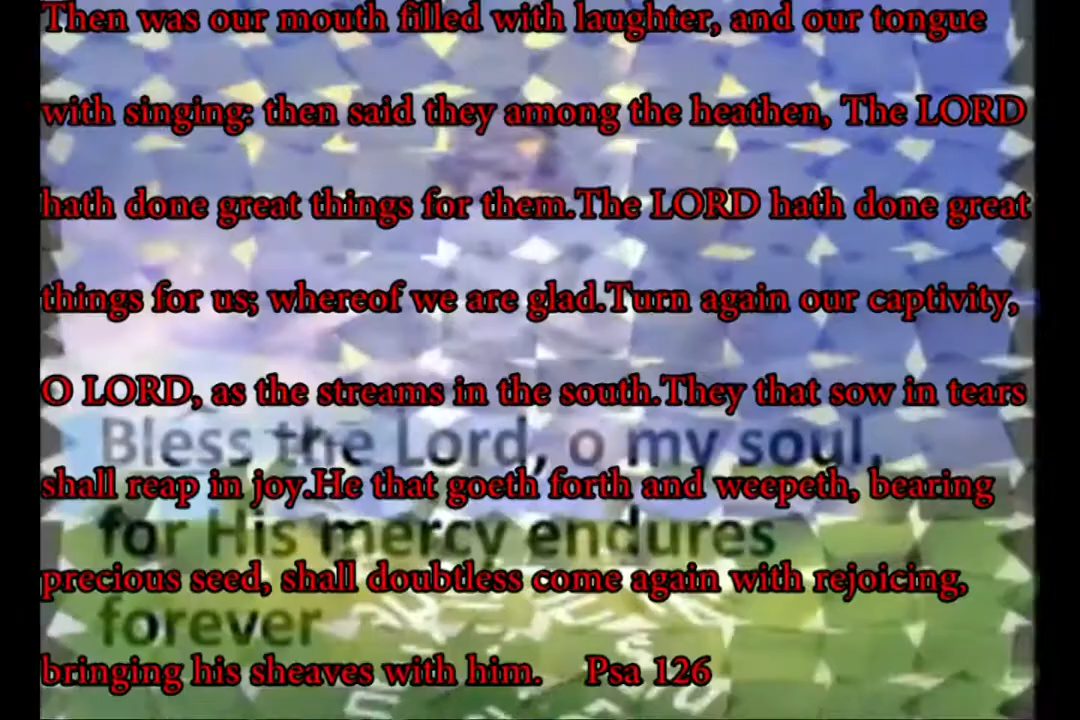 Then was our mouth filled with laughter, and our tongue
with singing: then said they among the heathen, The LORD
hath done great things for them.The LORD hath done great
things for us; whereof we are glad.Turn again our captivity,
O LORD, as the streams in the south.They that sow in tears
Bless the Lord, o my soul,
shall reap in joy.He that goeth forth and weepeth, bearing
for His mercy endures
precious seed, shall doubtless come again with rejoicing,
forever
bringing his sheaves with him. Psa 126